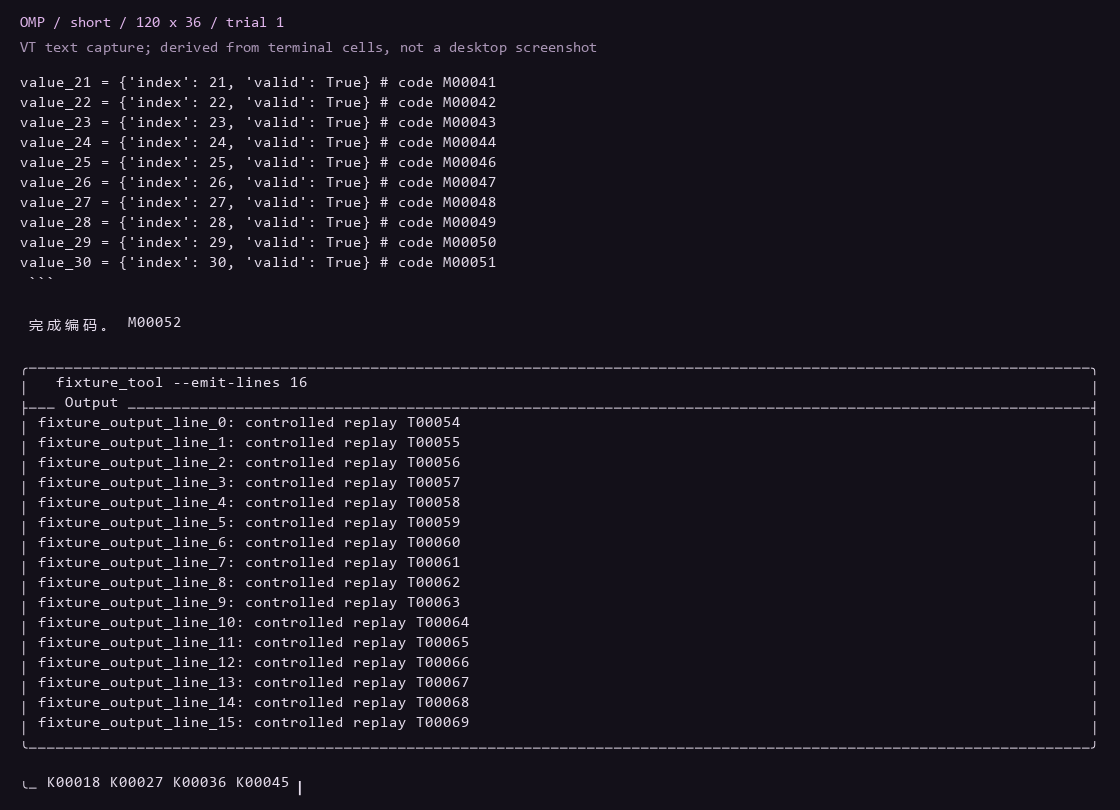 OMP / short / 120 x 36 / trial 1
VT text capture; derived from terminal cells, not a desktop screenshot
value_21 = {'index': 21, 'valid': True} # code M00041
value_22 = {'index': 22, 'valid': True} # code M00042
value_23 = {'index': 23, 'valid': True} # code M00043
value_24 = {'index': 24, 'valid': True} # code M00044
value_25 = {'index': 25, 'valid': True} # code M00046
value_26 = {'index': 26, 'valid': True} # code M00047
value_27 = {'index': 27, 'valid': True} # code M00048
value_28 = {'index': 28, 'valid': True} # code M00049
value_29 = {'index': 29, 'valid': True} # code M00050
value_30 = {'index': 30, 'valid': True} # code M00051
```
完成编码。 M00052
fixture_tool --emit-lines 16
Output
fixture_output_line_0: controlled replay T00054
fixture_output_line_1: controlled replay T00055
fixture_output_line_2: controlled replay T00056
fixture_output_line_3: controlled replay T00057
fixture_output_line_4: controlled replay T00058
fixture_output_line_5: controlled replay T00059
fixture_output_line_6: controlled replay T00060
fixture_output_line_7: controlled replay T00061
fixture_output_line_8: controlled replay T00062
fixture_output_line_9: controlled replay T00063
fixture_output_line_10: controlled replay T00064
fixture_output_line_11: controlled replay T00065
fixture_output_line_12: controlled replay T00066
fixture_output_line_13: controlled replay T00067
fixture_output_line_14: controlled replay T00068
fixture_output_line_15: controlled replay T00069
K00018 K00027 K00036 K00045